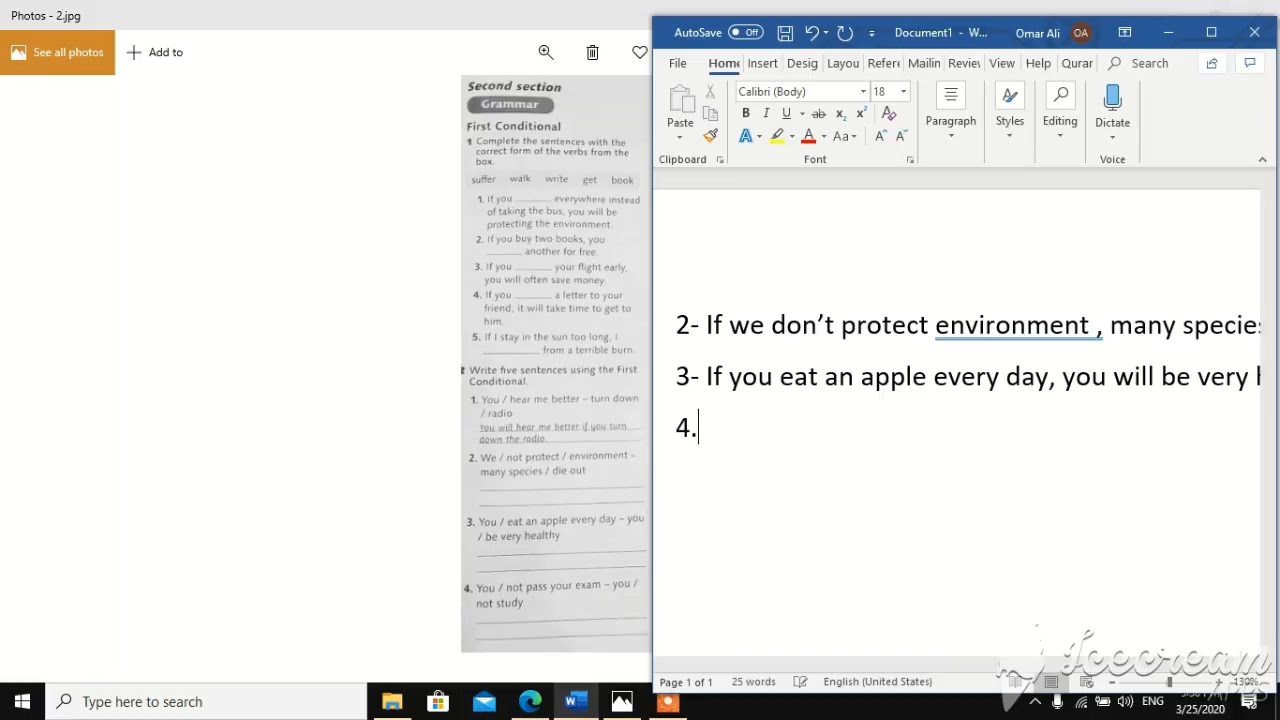 Photos - 2.jpg
See all photos
Add to
Second section
Grammar
First Conditional
1 Complete the sentences with the
correct form of the verbs from the
box.
suffer walk write get book
1. If you ______ everywhere instead
of taking the bus, you will be
protecting the environment.
2. If you buy two books, you
______ another for free.
3. If you ______ your flight early,
you will often save money.
4. If you ______ a letter to your
friend, it will take time to get to
him.
5. If I stay in the sun too long, I
______ from a terrible burn.
Write five sentences using the First
Conditional.
1. You / hear me better – turn down
/ radio
You will hear me better if you turn
down the radio.
2. We / not protect / environment –
many species / die out
3. You / eat an apple every day – you
/ be very healthy
4. You / not pass your exam – you /
not study
AutoSave Off Document1 - W... Omar Ali OA
File Home Insert Desig Layou Refer Mailin Revie View Help Qurar Search
Calibri (Body) 18
Paste Paragraph Styles Editing Dictate
Clipboard Font Voice
2- If we don’t protect environment , many specie
3- If you eat an apple every day, you will be very
4.
Page 1 of 1 25 words English (United States) 130%
Icecream
APPS
Type here to search
ENG
3/25/2020